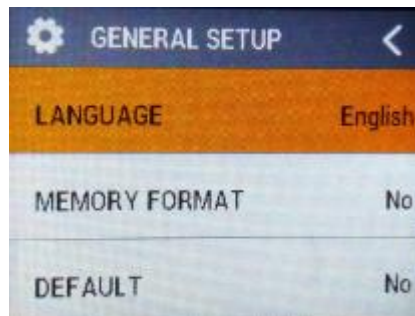 GENERAL SETUP
LANGUAGE English
MEMORY FORMAT No
DEFAULT No